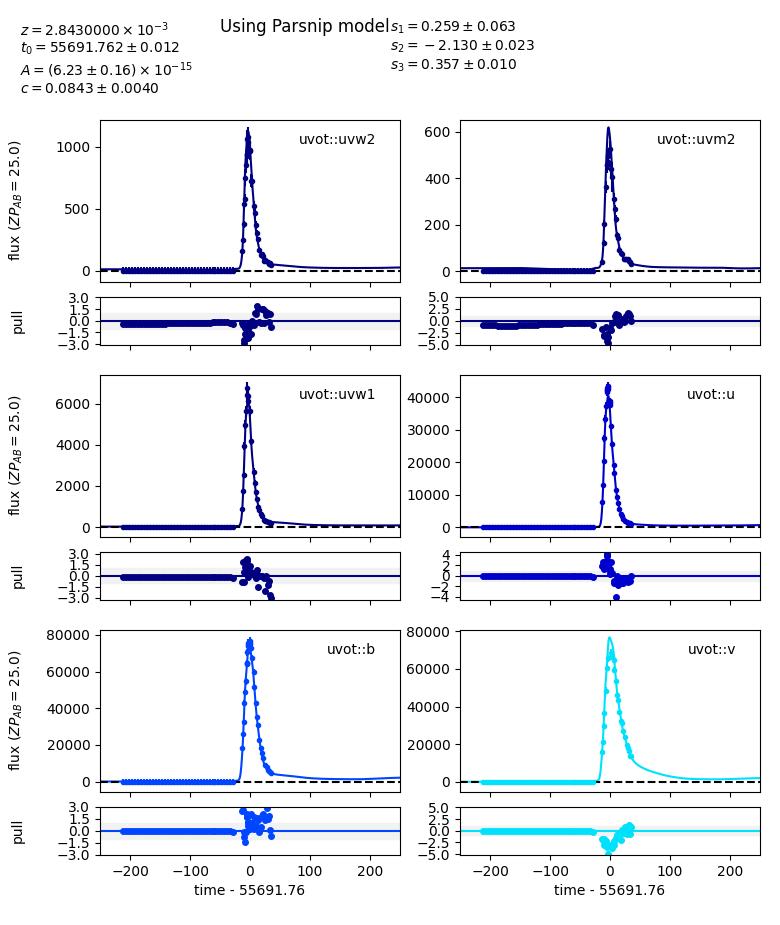 Using Parsnip model
z = 2.8430000 × 10⁻³
t₀ = 55691.762 ± 0.012
A = (6.23 ± 0.16) × 10⁻¹⁵
c = 0.0843 ± 0.0040
s₁ = 0.259 ± 0.063
s₂ = −2.130 ± 0.023
s₃ = 0.357 ± 0.010
flux (ZP_AB = 25.0)
1000
500
0
uvot::uvw2
600
400
200
0
uvot::uvm2
pull
3.0
1.5
0.0
−1.5
−3.0
5.0
2.5
0.0
−2.5
−5.0
flux (ZP_AB = 25.0)
6000
4000
2000
0
uvot::uvw1
40000
30000
20000
10000
0
uvot::u
pull
3.0
1.5
0.0
−1.5
−3.0
4
2
0
−2
−4
flux (ZP_AB = 25.0)
80000
60000
40000
20000
0
uvot::b
80000
60000
40000
20000
0
uvot::v
pull
3.0
1.5
0.0
−1.5
−3.0
5.0
2.5
0.0
−2.5
−5.0
−200 −100 0 100 200
time - 55691.76
−200 −100 0 100 200
time - 55691.76